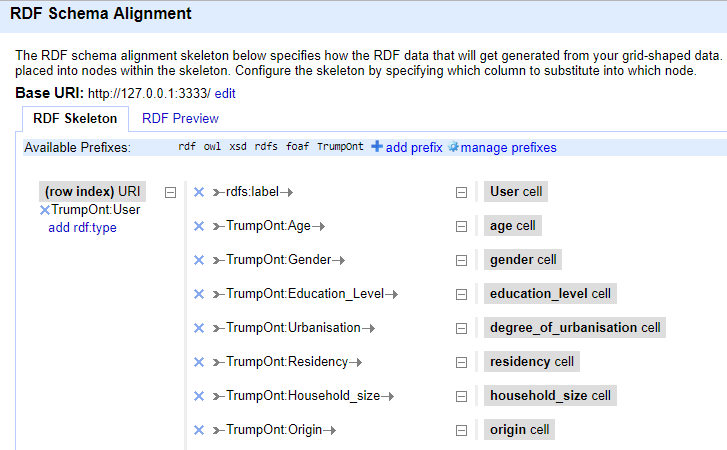 RDF Schema Alignment
The RDF schema alignment skeleton below specifies how the RDF data that will get generated from your grid-shaped data.
placed into nodes within the skeleton. Configure the skeleton by specifying which column to substitute into which node.
Base URI: http://127.0.0.1:3333/ edit
RDF Skeleton RDF Preview
Available Prefixes: rdf owl xsd rdfs foaf TrumpOnt add prefix manage prefixes
(row index) URI rdfs:label User cell
TrumpOnt:User
add rdf:type TrumpOnt:Age age cell
TrumpOnt:Gender gender cell
TrumpOnt:Education_Level education_level cell
TrumpOnt:Urbanisation degree_of_urbanisation cell
TrumpOnt:Residency residency cell
TrumpOnt:Household_size household_size cell
TrumpOnt:Origin origin cell